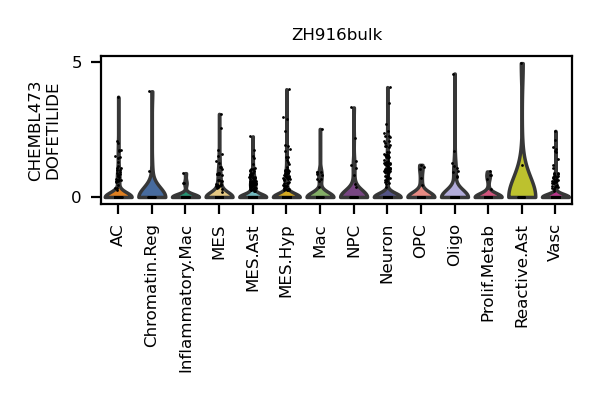 ZH916bulk
CHEMBL473
DOFETILIDE
5
0
AC
Chromatin.Reg
Inflammatory.Mac
MES
MES.Ast
MES.Hyp
Mac
NPC
Neuron
OPC
Oligo
Prolif.Metab
Reactive.Ast
Vasc